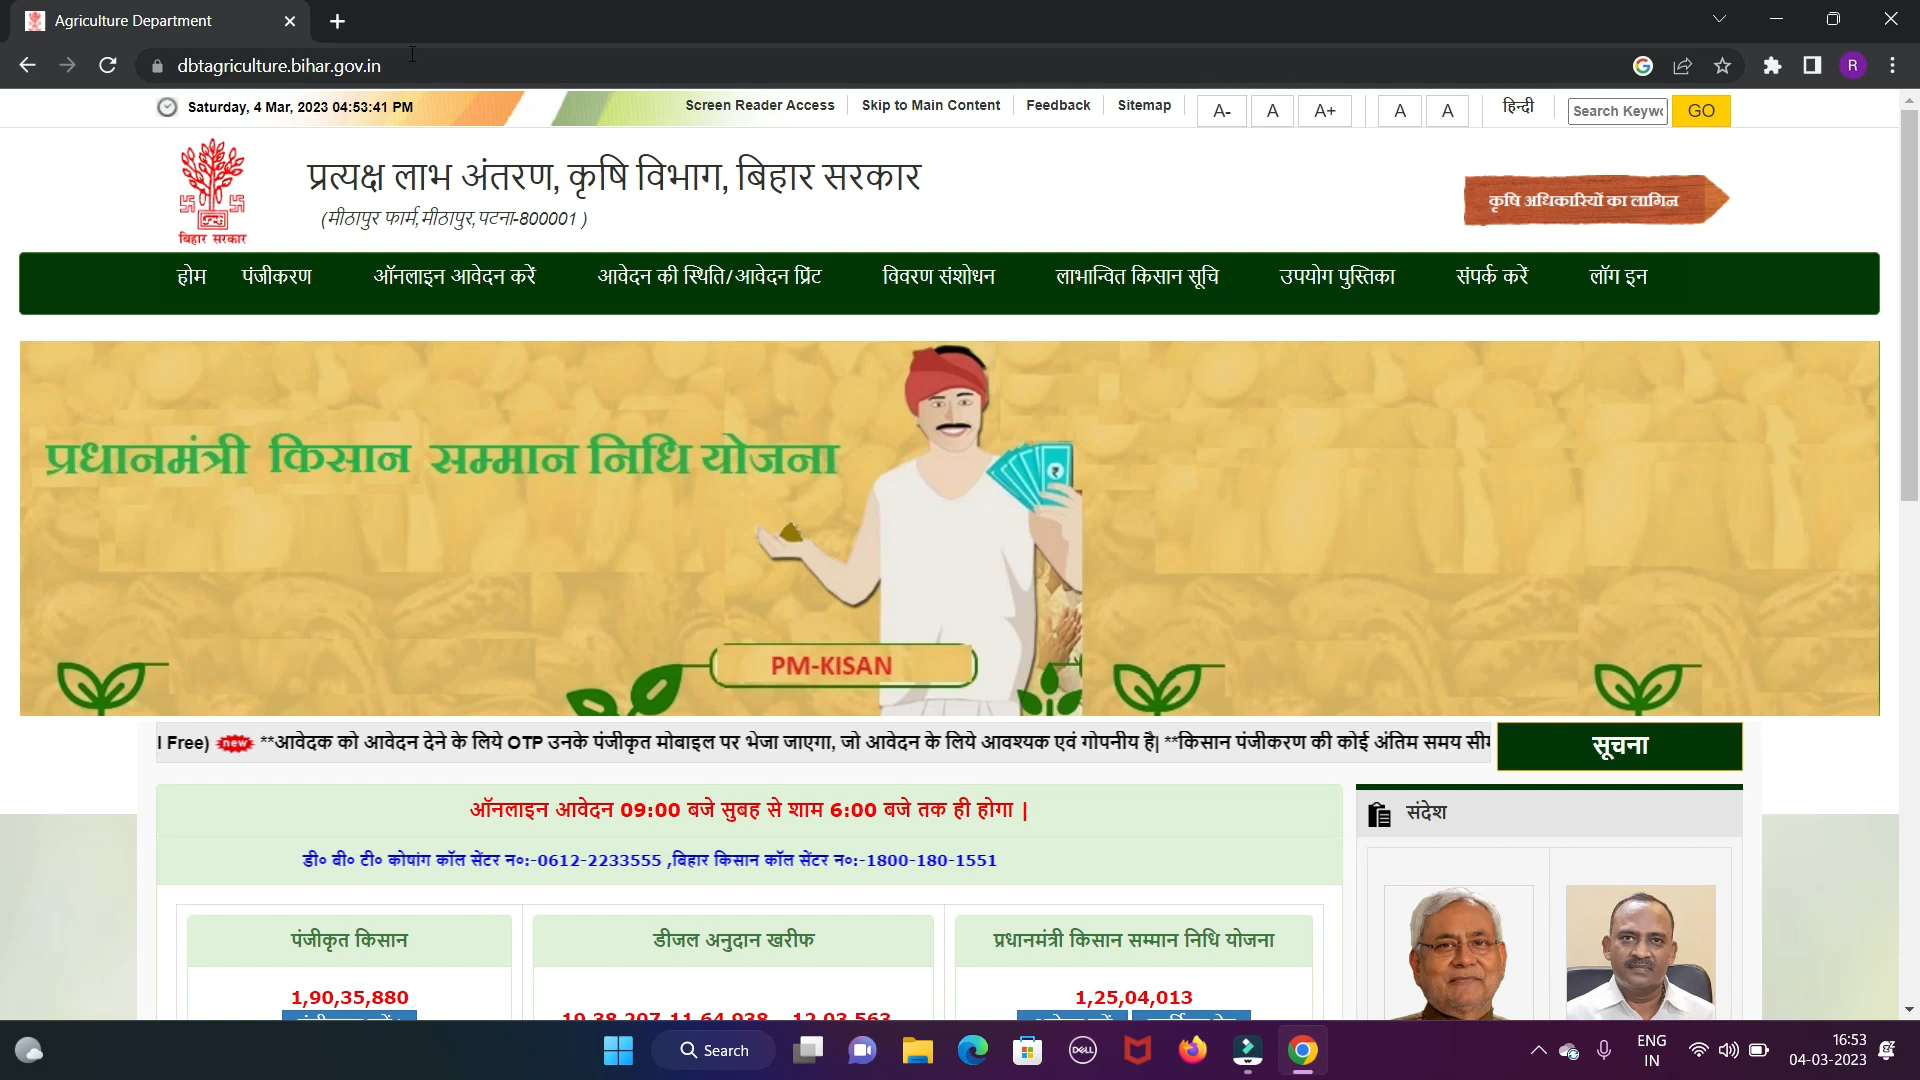 Agriculture Department
dbtagriculture.bihar.gov.in
R
Saturday, 4 Mar, 2023 04:53:41 PM
Screen Reader Access
Skip to Main Content
Feedback
Sitemap
A-
A
A+
A
A
हिन्दी
GO
बिहार सरकार
प्रत्यक्ष लाभ अंतरण, कृषि विभाग, बिहार सरकार
(मीठापुर फार्म,मीठापुर,पटना-800001 )
कृषि अधिकारियों का लागिन
होम
पंजीकरण
ऑनलाइन आवेदन करें
आवेदन की स्थिति/आवेदन प्रिंट
विवरण संशोधन
लाभान्वित किसान सूचि
उपयोग पुस्तिका
संपर्क करें
लॉग इन
प्रधानमंत्री किसान सम्मान निधि योजना
PM-KISAN
Free) new **आवेदक को आवेदन देने के लिये OTP उनके पंजीकृत मोबाइल पर भेजा जाएगा, जो आवेदन के लिये आवश्यक एवं गोपनीय है| **किसान पंजीकरण की कोई अंतिम समय
सूचना
ऑनलाइन आवेदन 09:00 बजे सुबह से शाम 6:00 बजे तक ही होगा |
डी० बी० टी० कोषांग कॉल सेंटर न०:-0612-2233555 ,बिहार किसान कॉल सेंटर न०:-1800-180-1551
संदेश
पंजीकृत किसान
डीजल अनुदान खरीफ
प्रधानमंत्री किसान सम्मान निधि योजना
1,90,35,880
1,25,04,013
Search
DELL
ENG
IN
16:53
04-03-2023